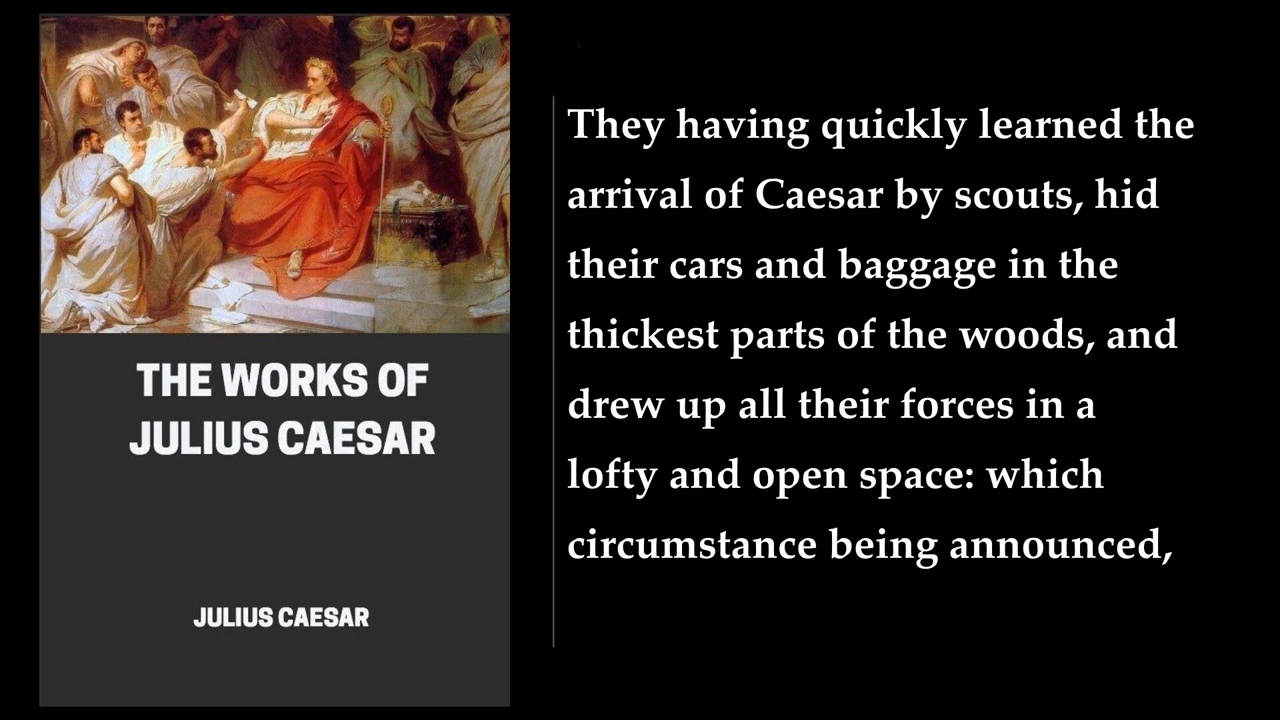 THE WORKS OF
JULIUS CAESAR
JULIUS CAESAR
They having quickly learned the
arrival of Caesar by scouts, hid
their cars and baggage in the
thickest parts of the woods, and
drew up all their forces in a
lofty and open space: which
circumstance being announced,